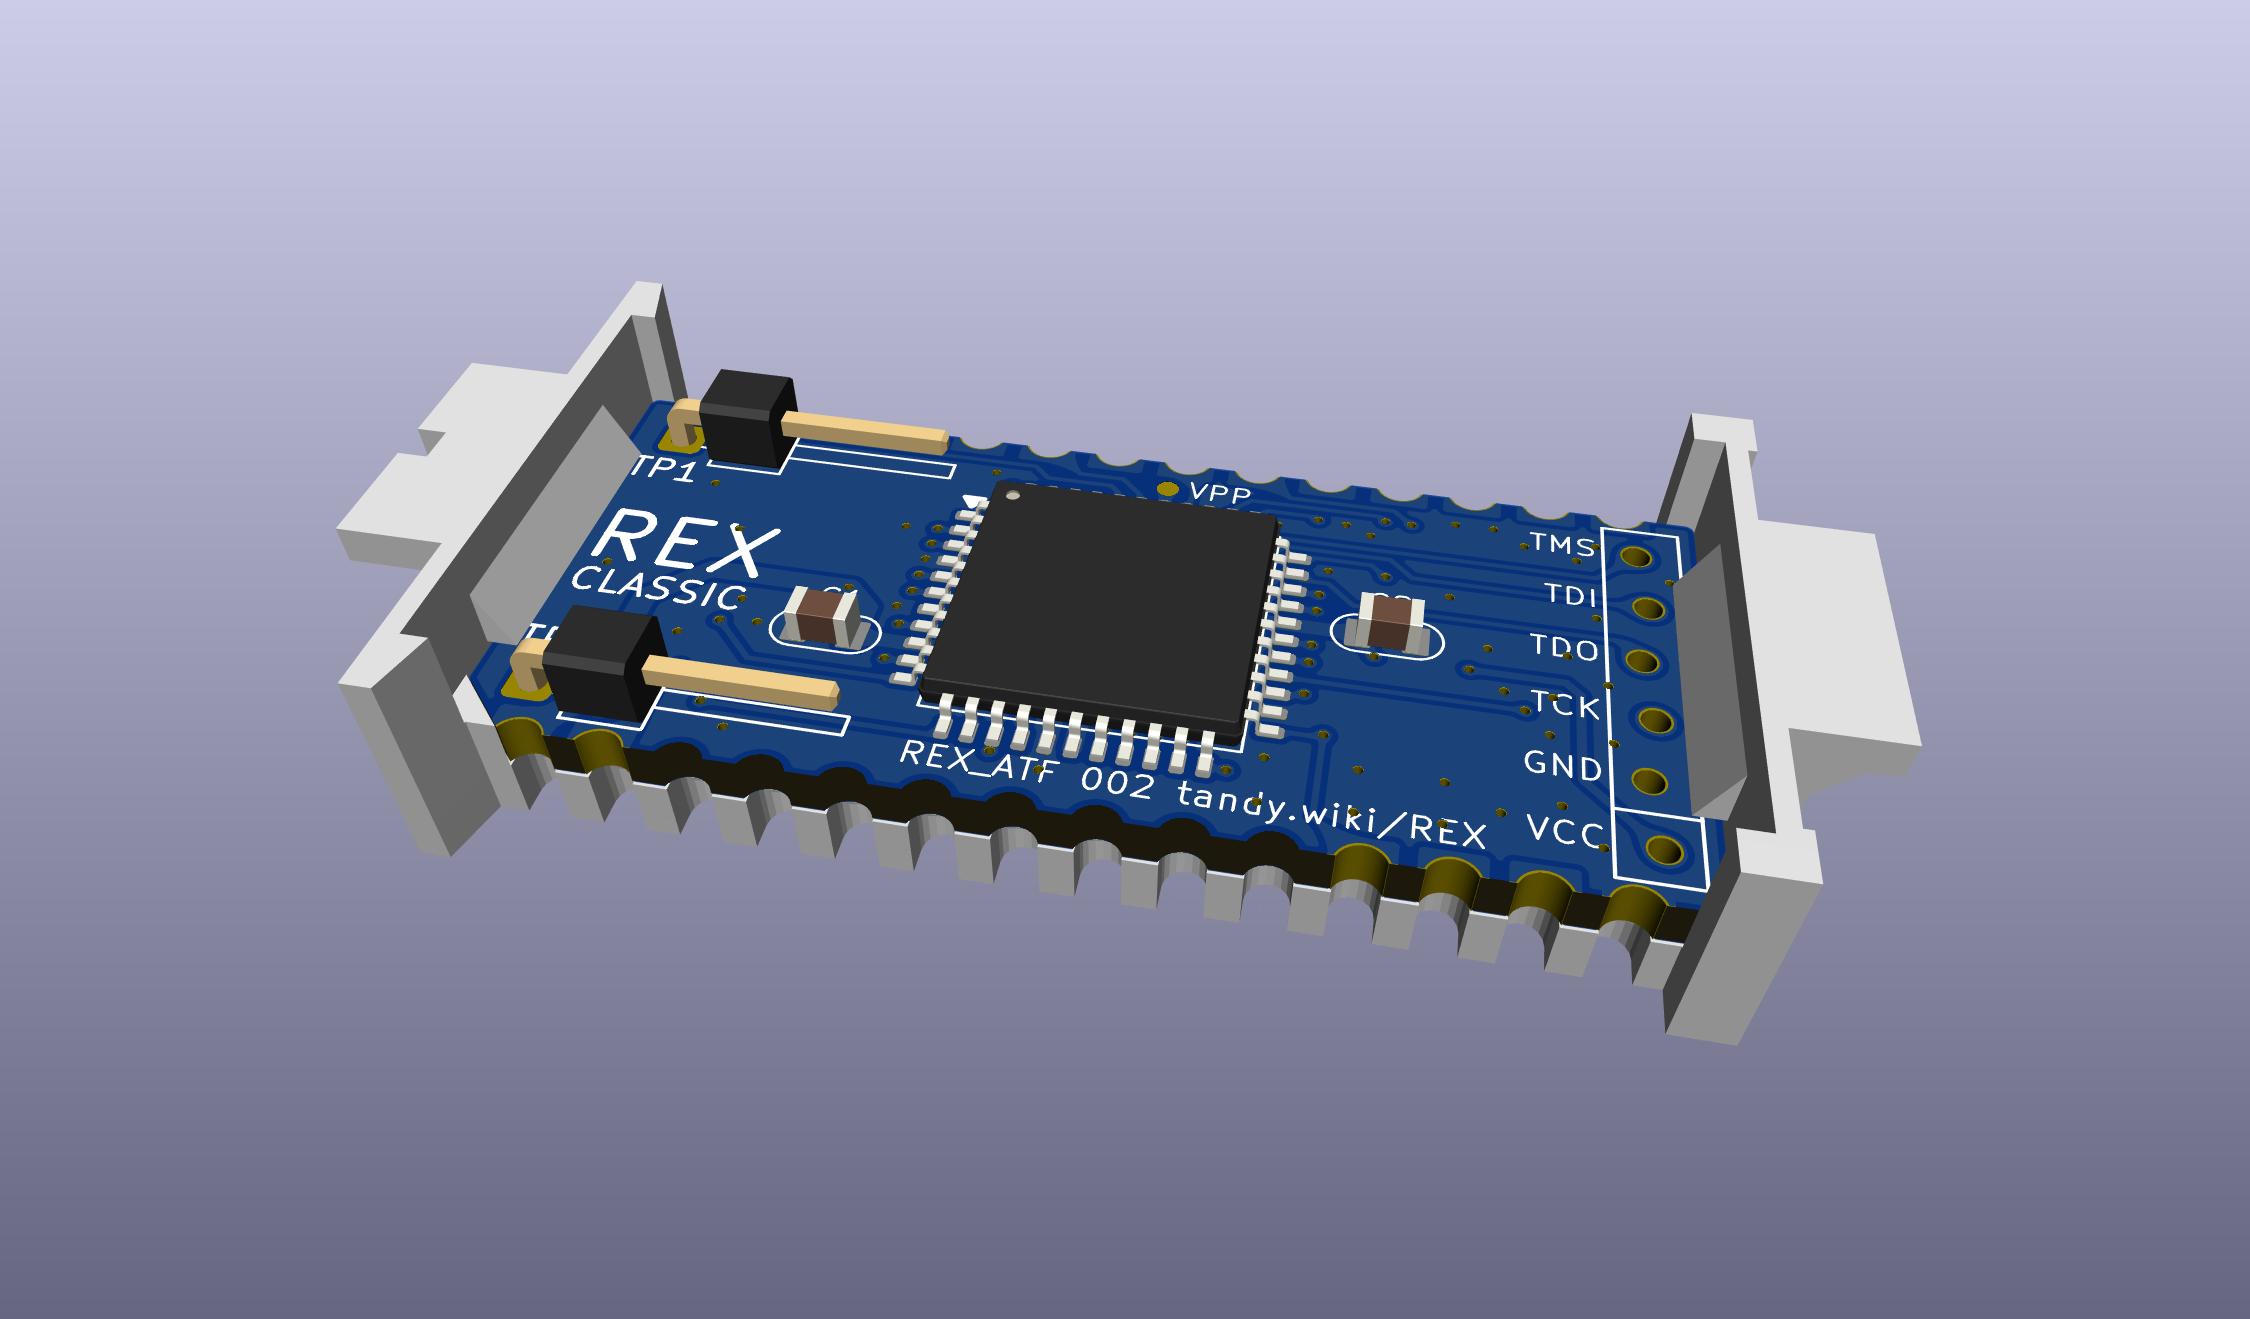 TP1
VPP
REX
CLASSIC
TMS
TDI
TDO
TCK
GND
VCC
REX_ATF 002 tandy.wiki/REX